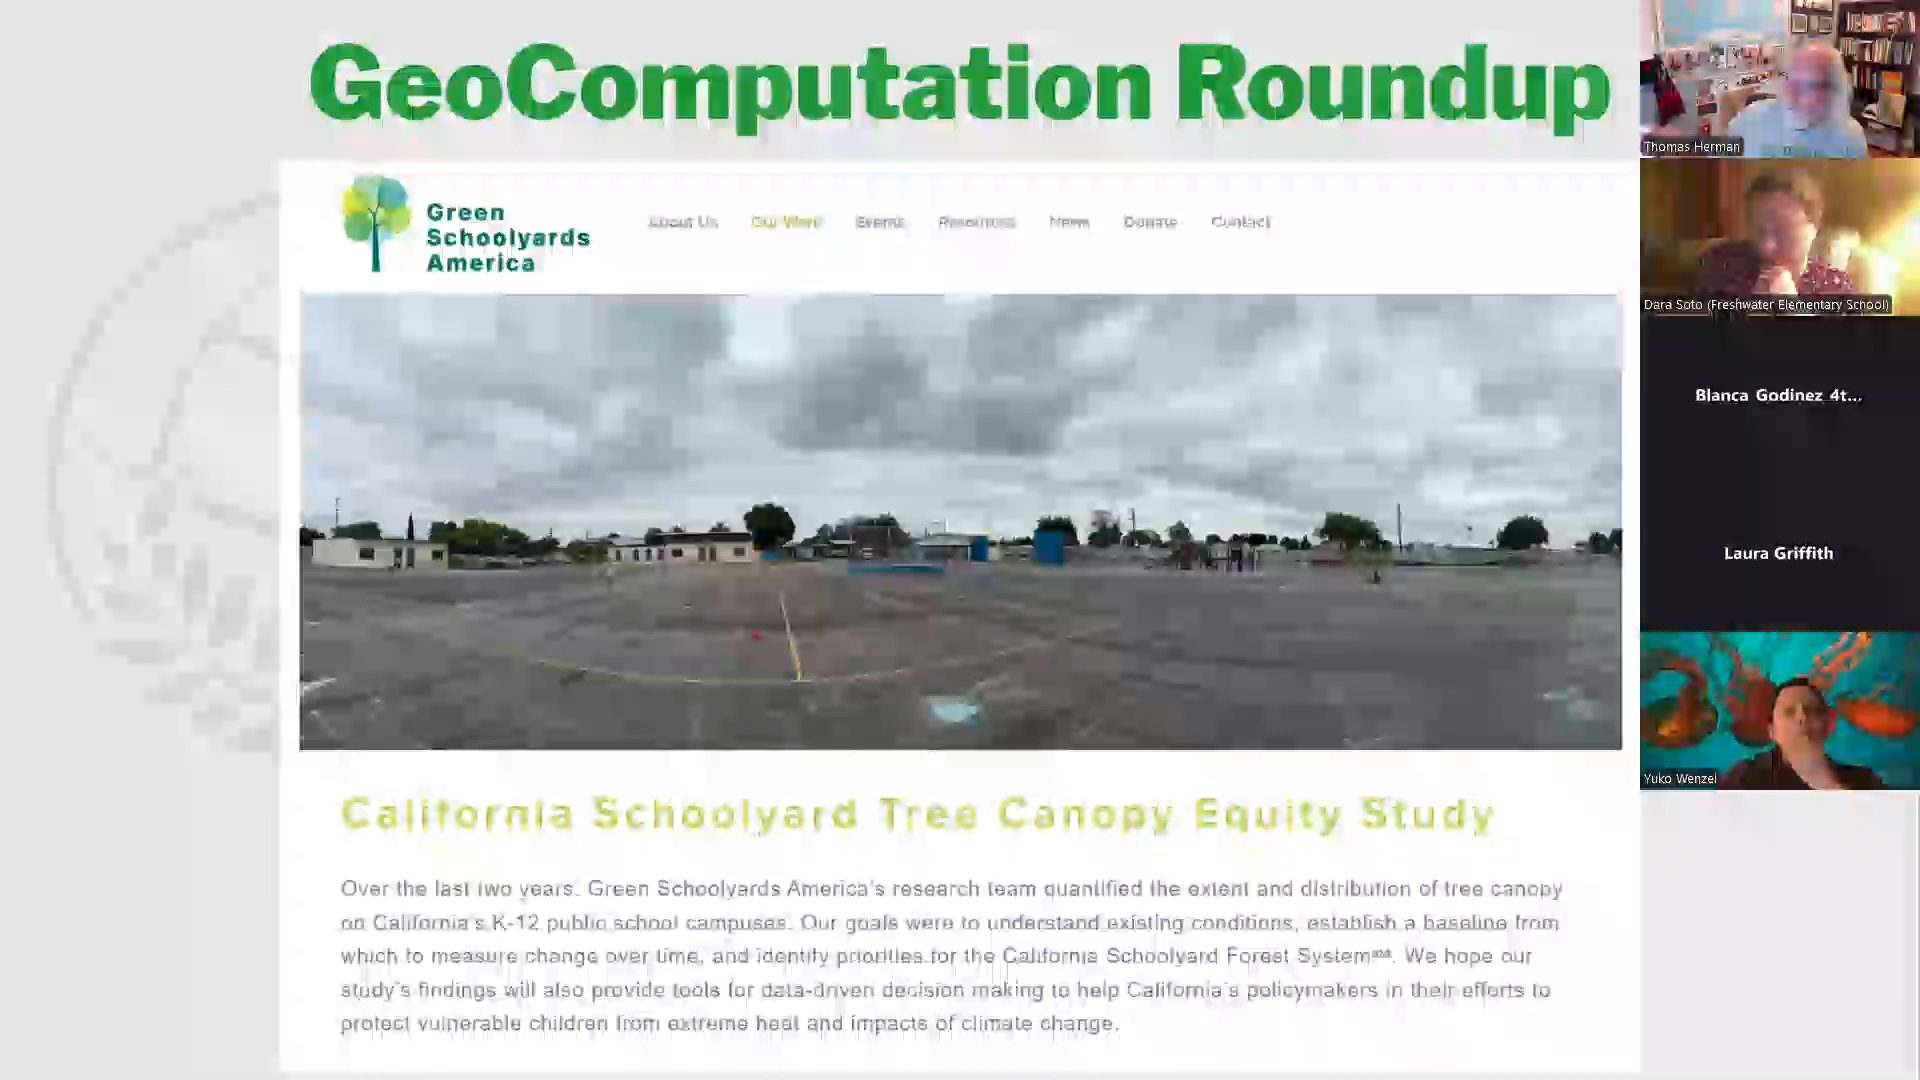 GeoComputation Roundup
Green
Schoolyards
America
About Us
Our Work
Events
Resources
News
Donate
Contact
California Schoolyard Tree Canopy Equity Study
Over the last two years, Green Schoolyards America's research team quantified the extent and distribution of tree canopy
on California's K-12 public school campuses. Our goals were to understand existing conditions, establish a baseline from
which to measure change over time, and identify priorities for the California Schoolyard Forest System℠. We hope our
study's findings will also provide tools for data-driven decision making to help California's policymakers in their efforts to
protect vulnerable children from extreme heat and impacts of climate change.
Thomas Herman
Dara Soto (Freshwater Elementary School)
Blanca Godinez 4t...
Laura Griffith
Yuko Wenzel